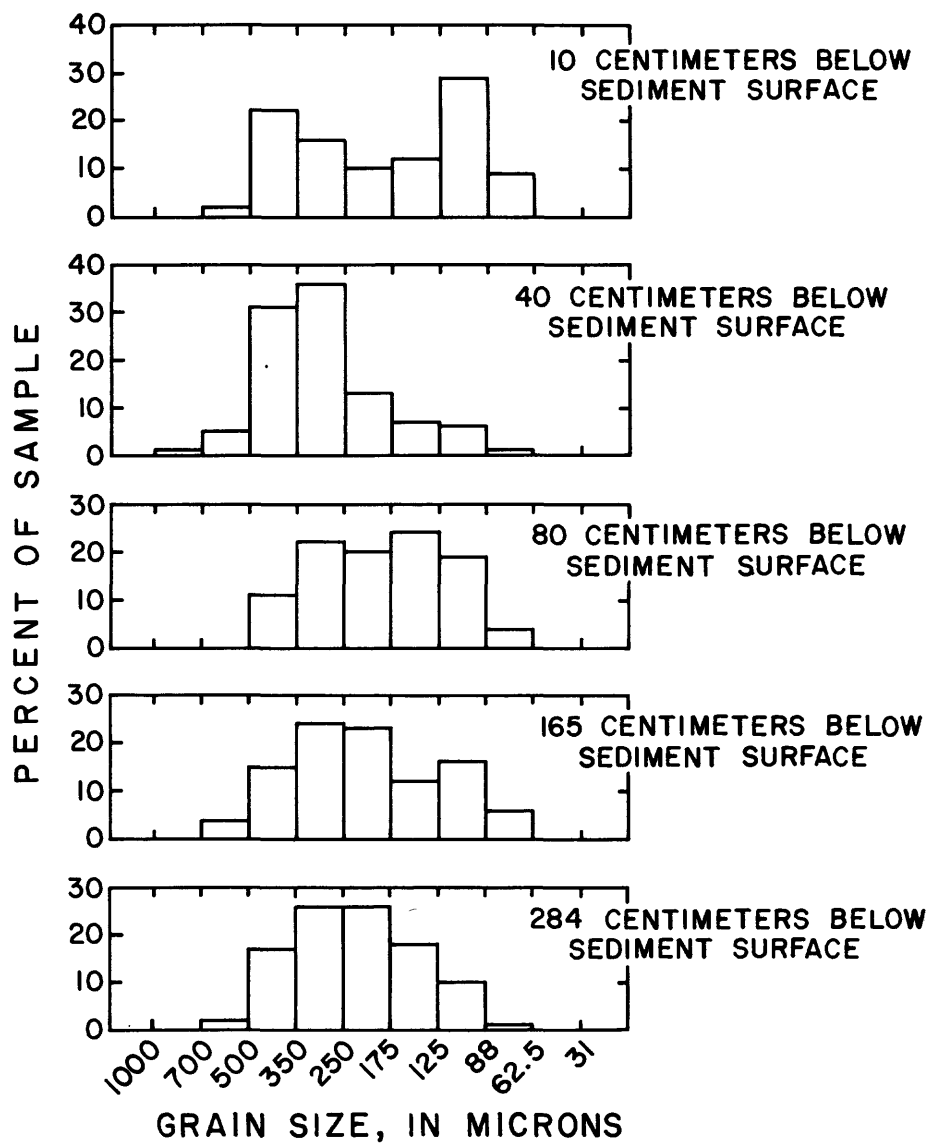 PERCENT OF SAMPLE
40
30
20
10
0
10 CENTIMETERS BELOW
SEDIMENT SURFACE
40
30
20
10
0
40 CENTIMETERS BELOW
SEDIMENT SURFACE
30
20
10
0
80 CENTIMETERS BELOW
SEDIMENT SURFACE
30
20
10
0
165 CENTIMETERS BELOW
SEDIMENT SURFACE
30
20
10
0
284 CENTIMETERS BELOW
SEDIMENT SURFACE
1000 700 500 350 250 175 125 88 62.5 31
GRAIN SIZE, IN MICRONS